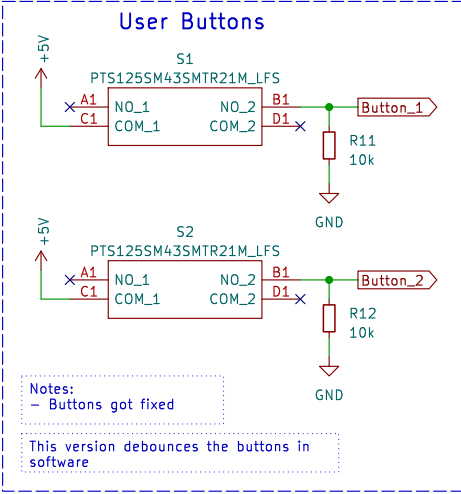 User Buttons
+5V
S1
PTS125SM43SMTR21M_LFS
A1 NO_1 NO_2 B1
C1 COM_1 COM_2 D1
Button_1
R11
10k
GND
+5V
S2
PTS125SM43SMTR21M_LFS
A1 NO_1 NO_2 B1
C1 COM_1 COM_2 D1
Button_2
R12
10k
GND
Notes:
- Buttons got fixed
This version debounces the buttons in
software